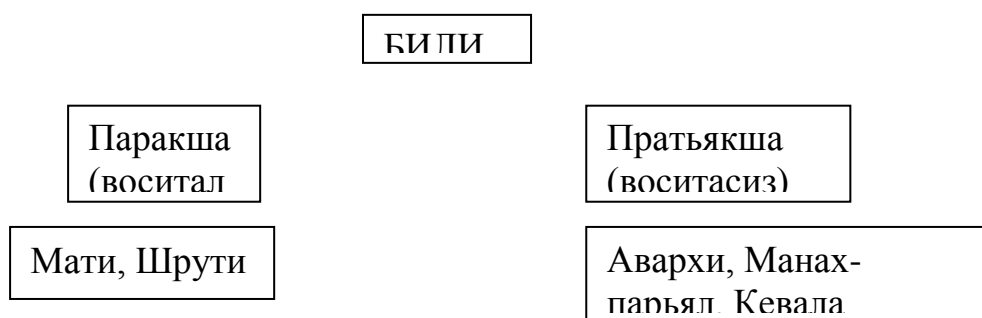 БИЛИ
Паракша
(воситал
Пратьякша
(воситасиз)
Мати, Шрути
Авархи, Манах-
парьял, Кевала